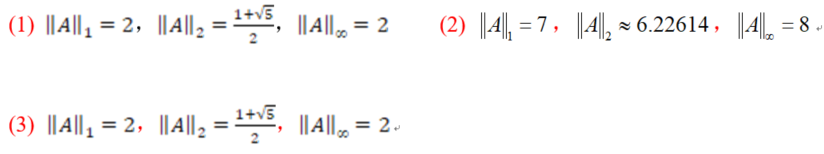 (1) ‖A‖₁ = 2，‖A‖₂ = (1+√5)/2，‖A‖∞ = 2 (2) ‖A‖₁ = 7，‖A‖₂ ≈ 6.22614，‖A‖∞ = 8
(3) ‖A‖₁ = 2，‖A‖₂ = (1+√5)/2，‖A‖∞ = 2